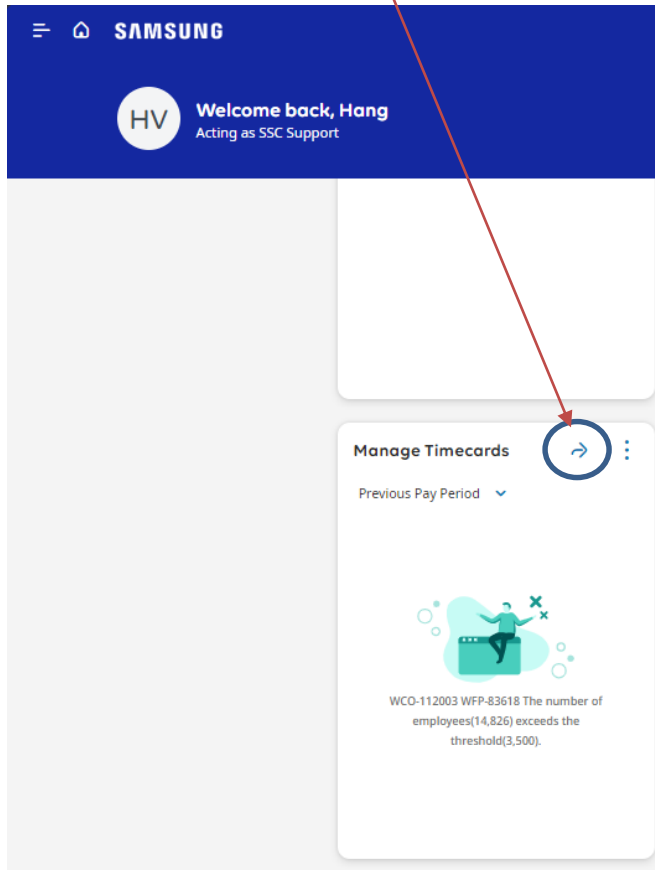 SAMSUNG
HV
Welcome back, Hang
Acting as SSC Support
Manage Timecards
Previous Pay Period
WCO-112003 WFP-83618 The number of
employees(14,826) exceeds the
threshold(3,500).